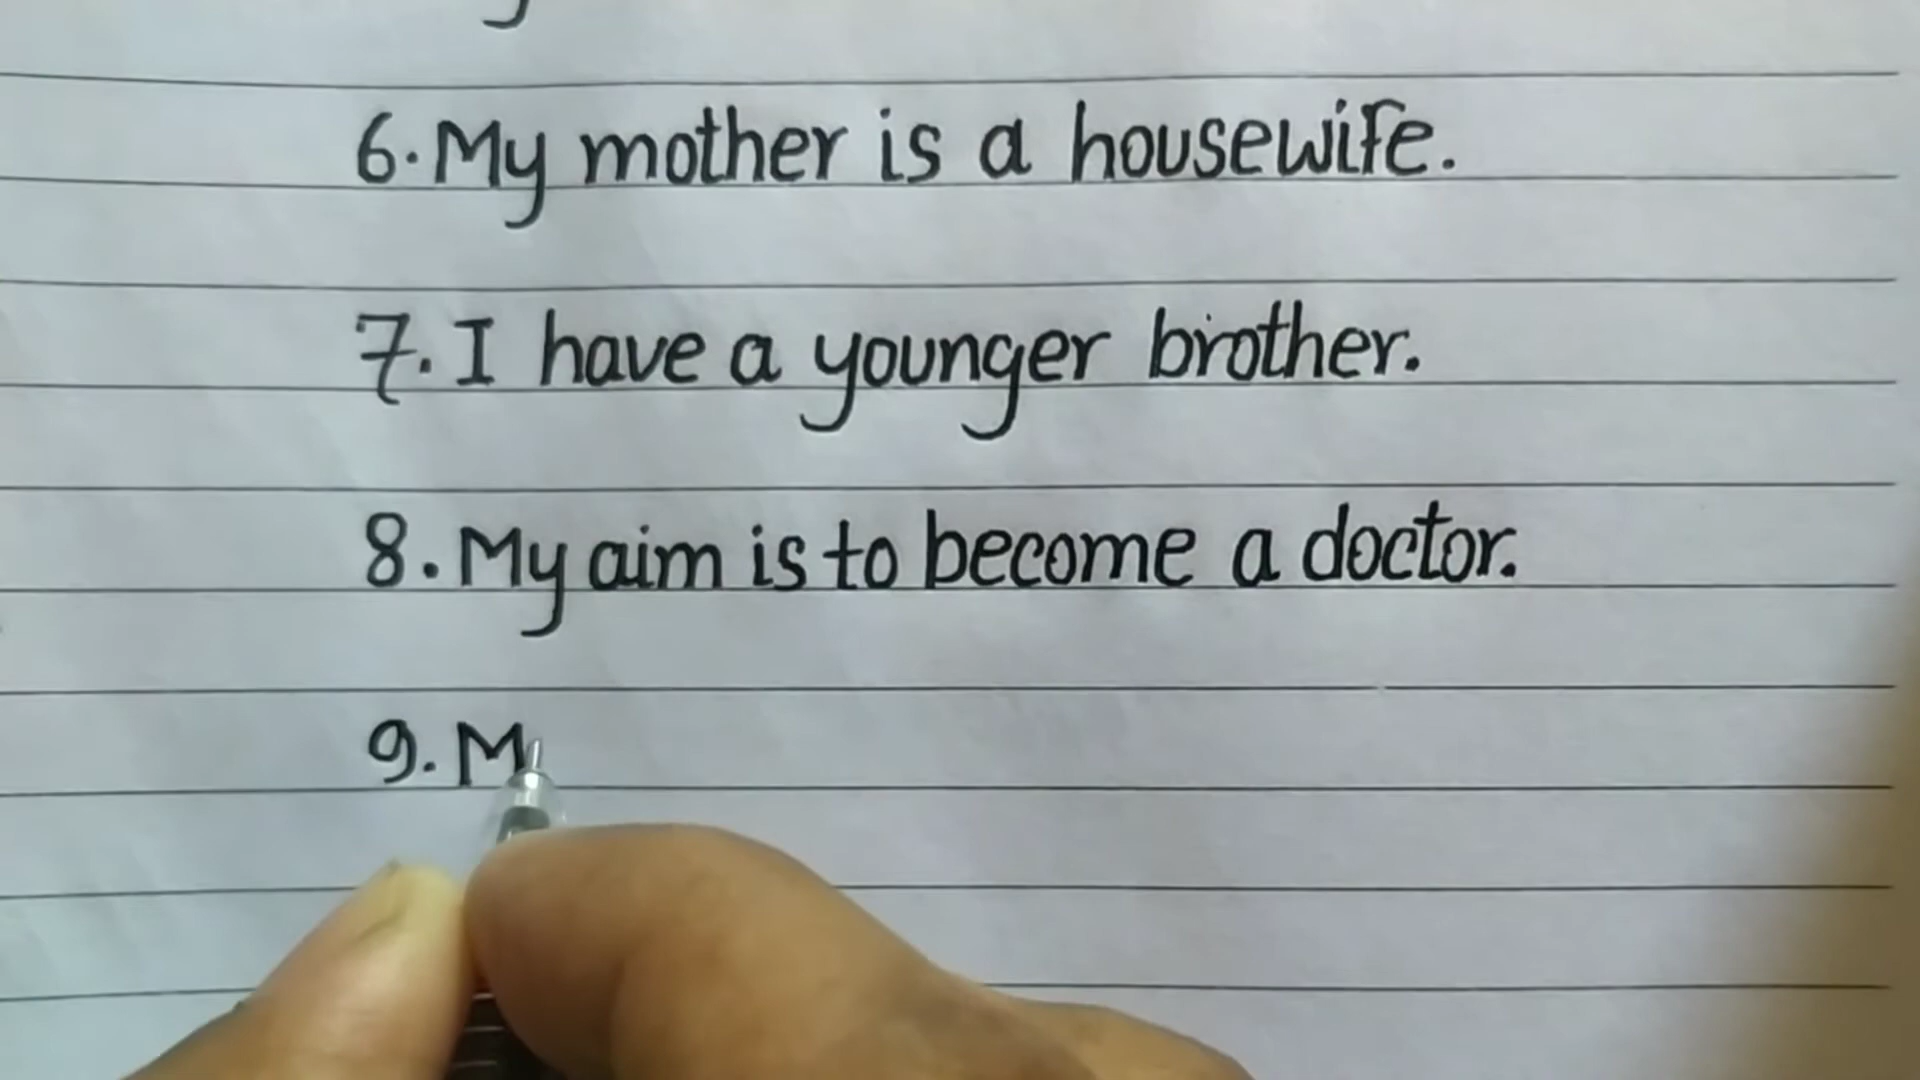 6. My mother is a housewife.
7. I have a younger brother.
8. My aim is to become a doctor.
9. M